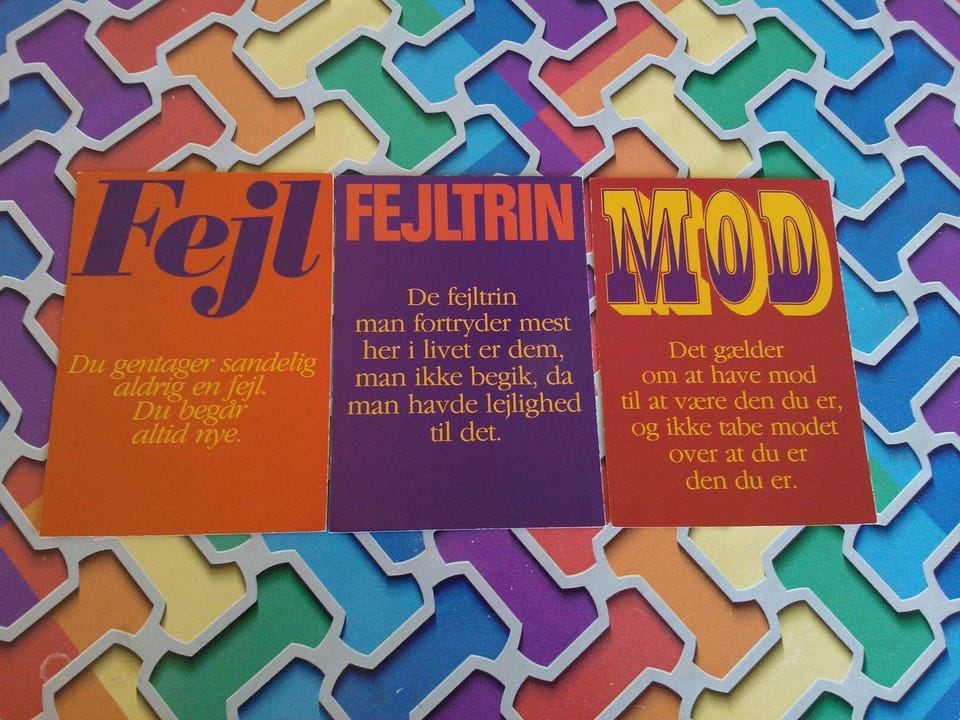 Fejl
Du gentager sandelig
aldrig en fejl.
Du begår
altid nye.
FEJLTRIN
De fejltrin
man fortryder mest
her i livet er dem,
man ikke begik, da
man havde lejlighed
til det.
MOD
Det gælder
om at have mod
til at være den du er,
og ikke tabe modet
over at du er
den du er.